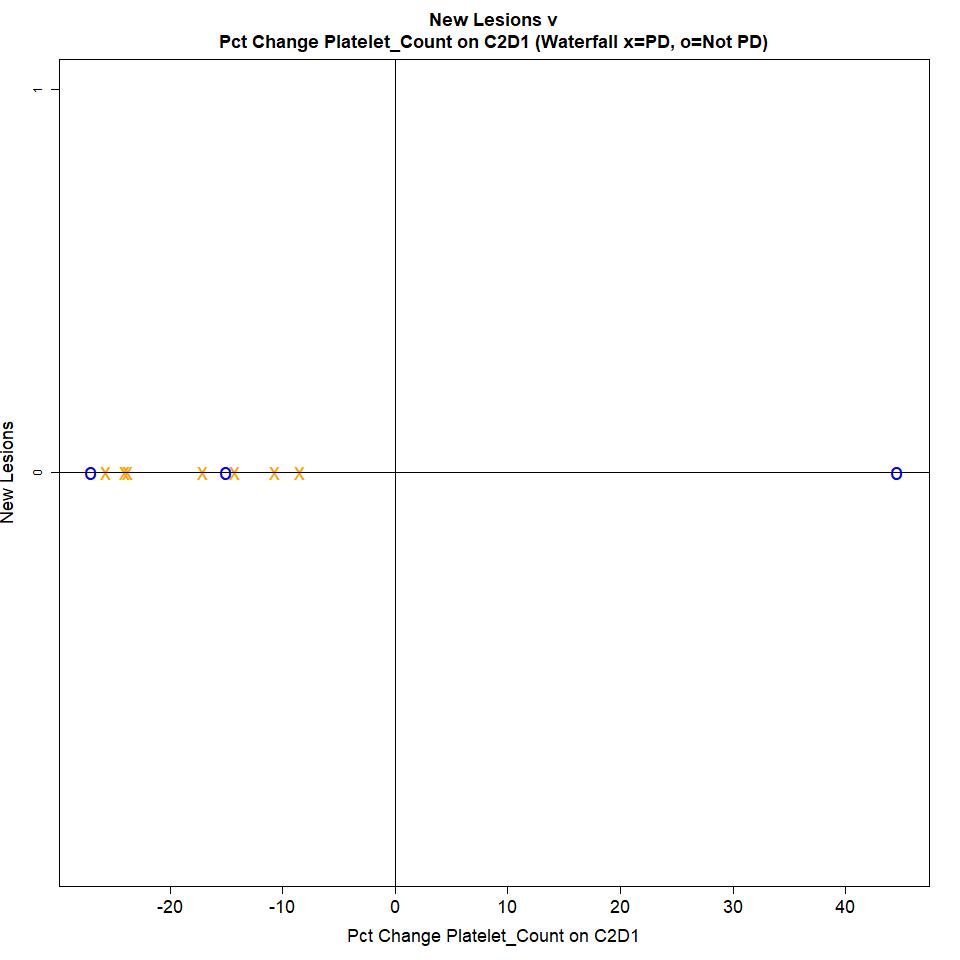 New Lesions v
Pct Change Platelet_Count on C2D1 (Waterfall x=PD, o=Not PD)
1
0
New Lesions
O X X X X O X X X O
-20 -10 0 10 20 30 40
Pct Change Platelet_Count on C2D1